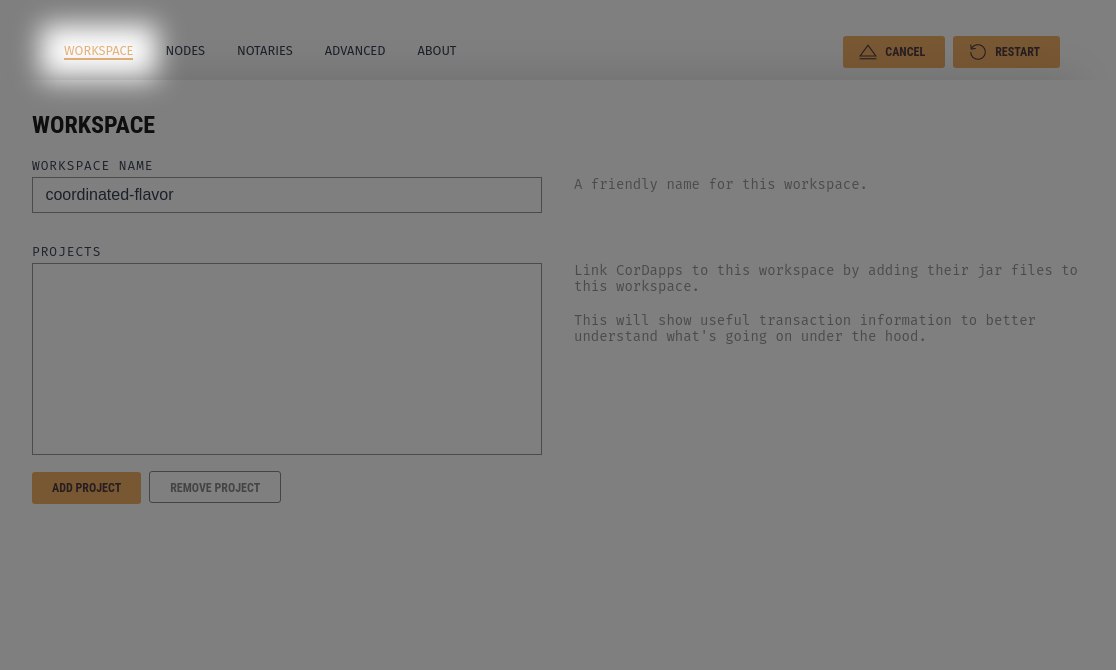 WORKSPACE NODES NOTARIES ADVANCED ABOUT CANCEL RESTART
WORKSPACE
WORKSPACE NAME
coordinated-flavor
A friendly name for this workspace.
PROJECTS
Link CorDapps to this workspace by adding their jar files to
this workspace.
This will show useful transaction information to better
understand what's going on under the hood.
ADD PROJECT REMOVE PROJECT